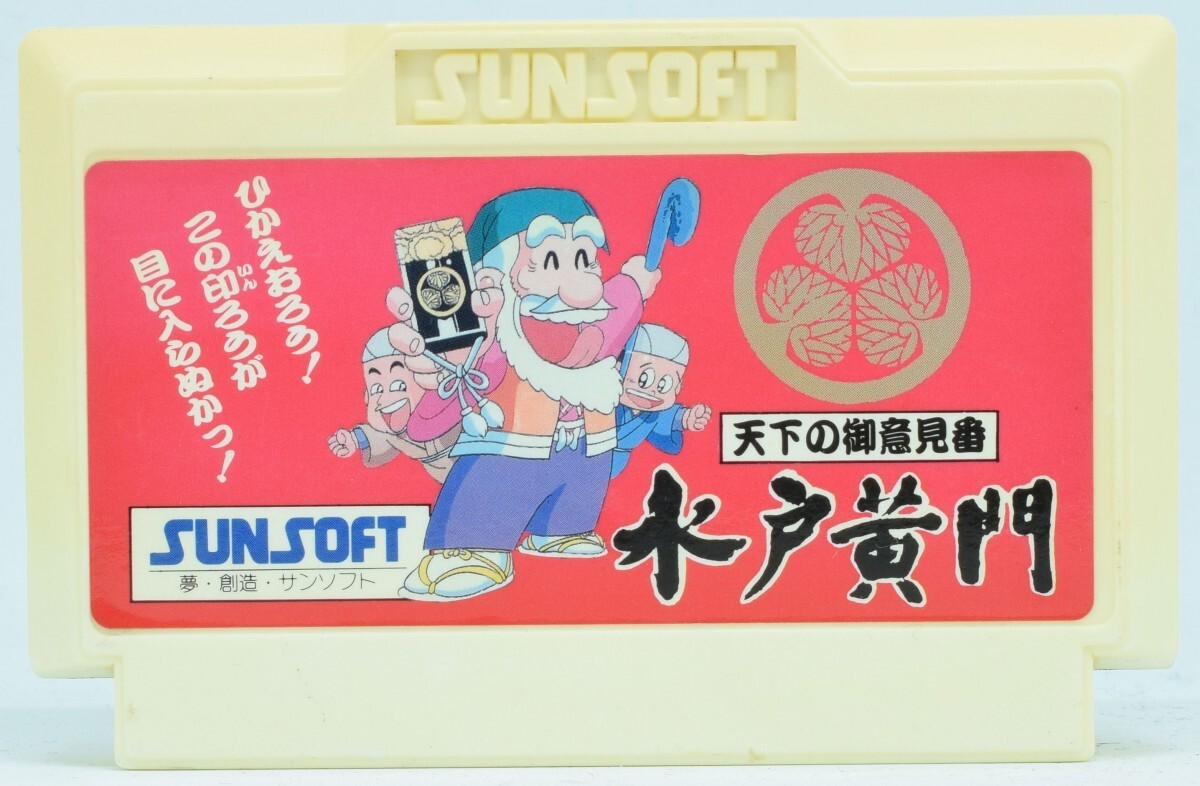 SUNSOFT
ひかえおろう!
この印ろうが
いん
目に入らぬかっ!
天下の御意見番
水戸黄門
SUNSOFT
夢・創造・サンソフト